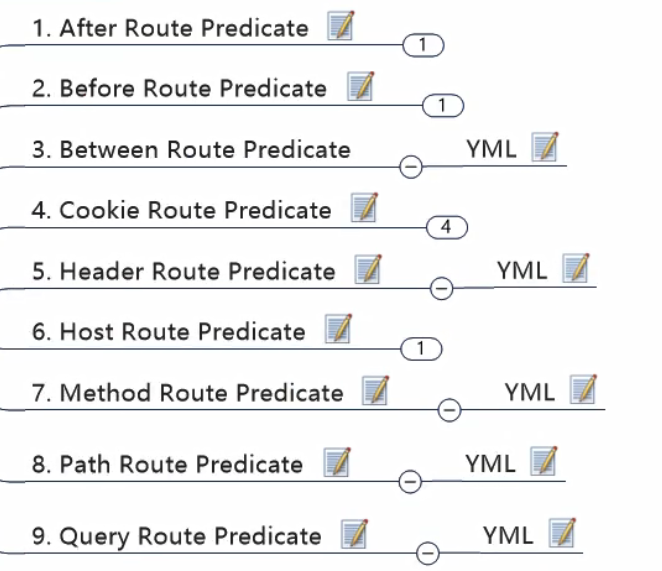 1. After Route Predicate 1
2. Before Route Predicate 1
3. Between Route Predicate YML
4. Cookie Route Predicate 4
5. Header Route Predicate YML
6. Host Route Predicate 1
7. Method Route Predicate YML
8. Path Route Predicate YML
9. Query Route Predicate YML